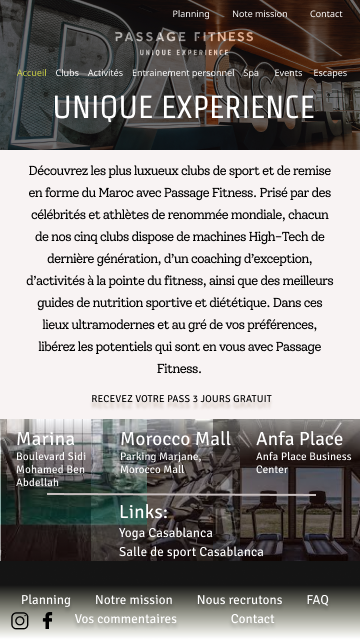 Planning Note mission Contact
PASSAGE FITNESS
UNIQUE EXPERIENCE
Accueil Clubs Activités Entrainement personnel Spa Events Escapes
UNIQUE EXPERIENCE
Découvrez les plus luxueux clubs de sport et de remise
en forme du Maroc avec Passage Fitness. Prisé par des
célébrités et athlètes de renommée mondiale, chacun
de nos cinq clubs dispose de machines High-Tech de
dernière génération, d'un coaching d'exception,
d'activités à la pointe du fitness, ainsi que des meilleurs
guides de nutrition sportive et diététique. Dans ces
lieux ultramodernes et au gré de vos préférences,
libérez les potentiels qui sont en vous avec Passage
Fitness.
RECEVEZ VOTRE PASS 3 JOURS GRATUIT
Marina Morocco Mall Anfa Place
Boulevard Sidi Parking Marjane, Anfa Place Business
Mohamed Ben Morocco Mall Center
Abdellah
Links:
Yoga Casablanca
Salle de sport Casablanca
Planning Notre mission Nous recrutons FAQ
Vos commentaires Contact